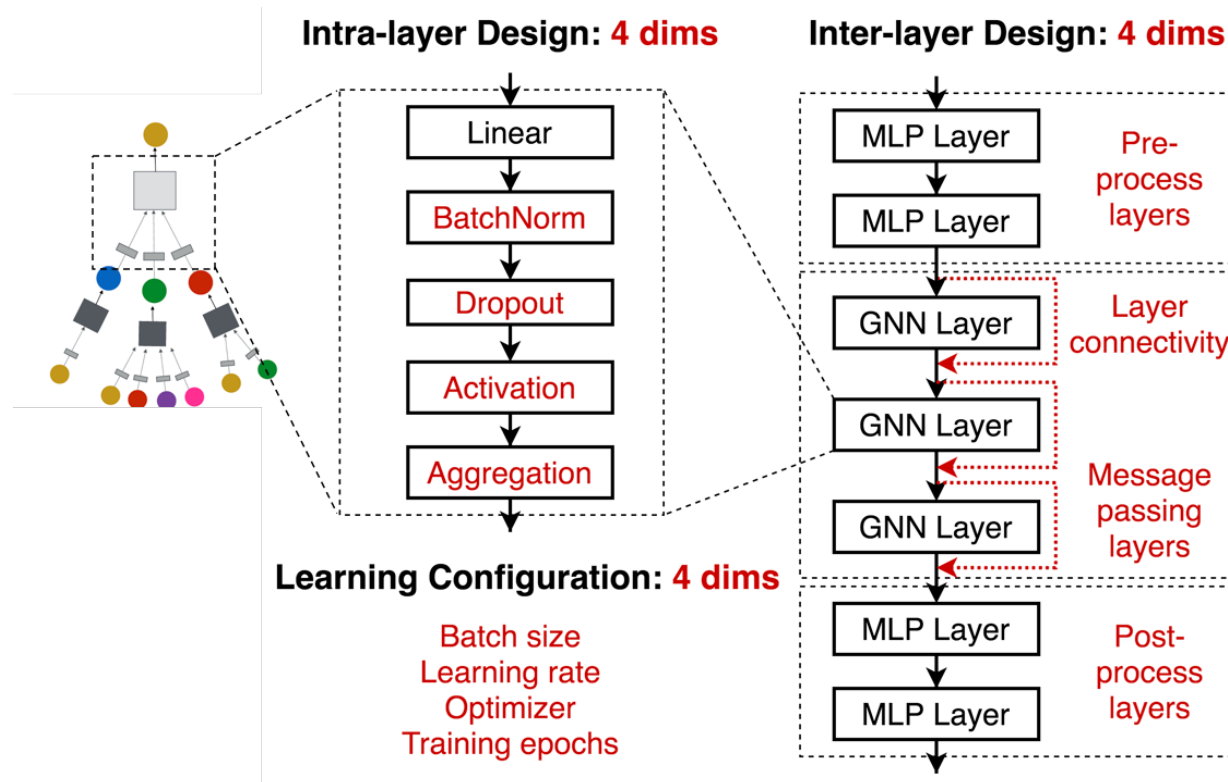 Intra-layer Design: 4 dims
Linear
BatchNorm
Dropout
Activation
Aggregation
Learning Configuration: 4 dims
Batch size
Learning rate
Optimizer
Training epochs
Inter-layer Design: 4 dims
MLP Layer
MLP Layer
Pre-
process
layers
GNN Layer
GNN Layer
GNN Layer
Layer
connectivity
Message
passing
layers
MLP Layer
MLP Layer
Post-
process
layers